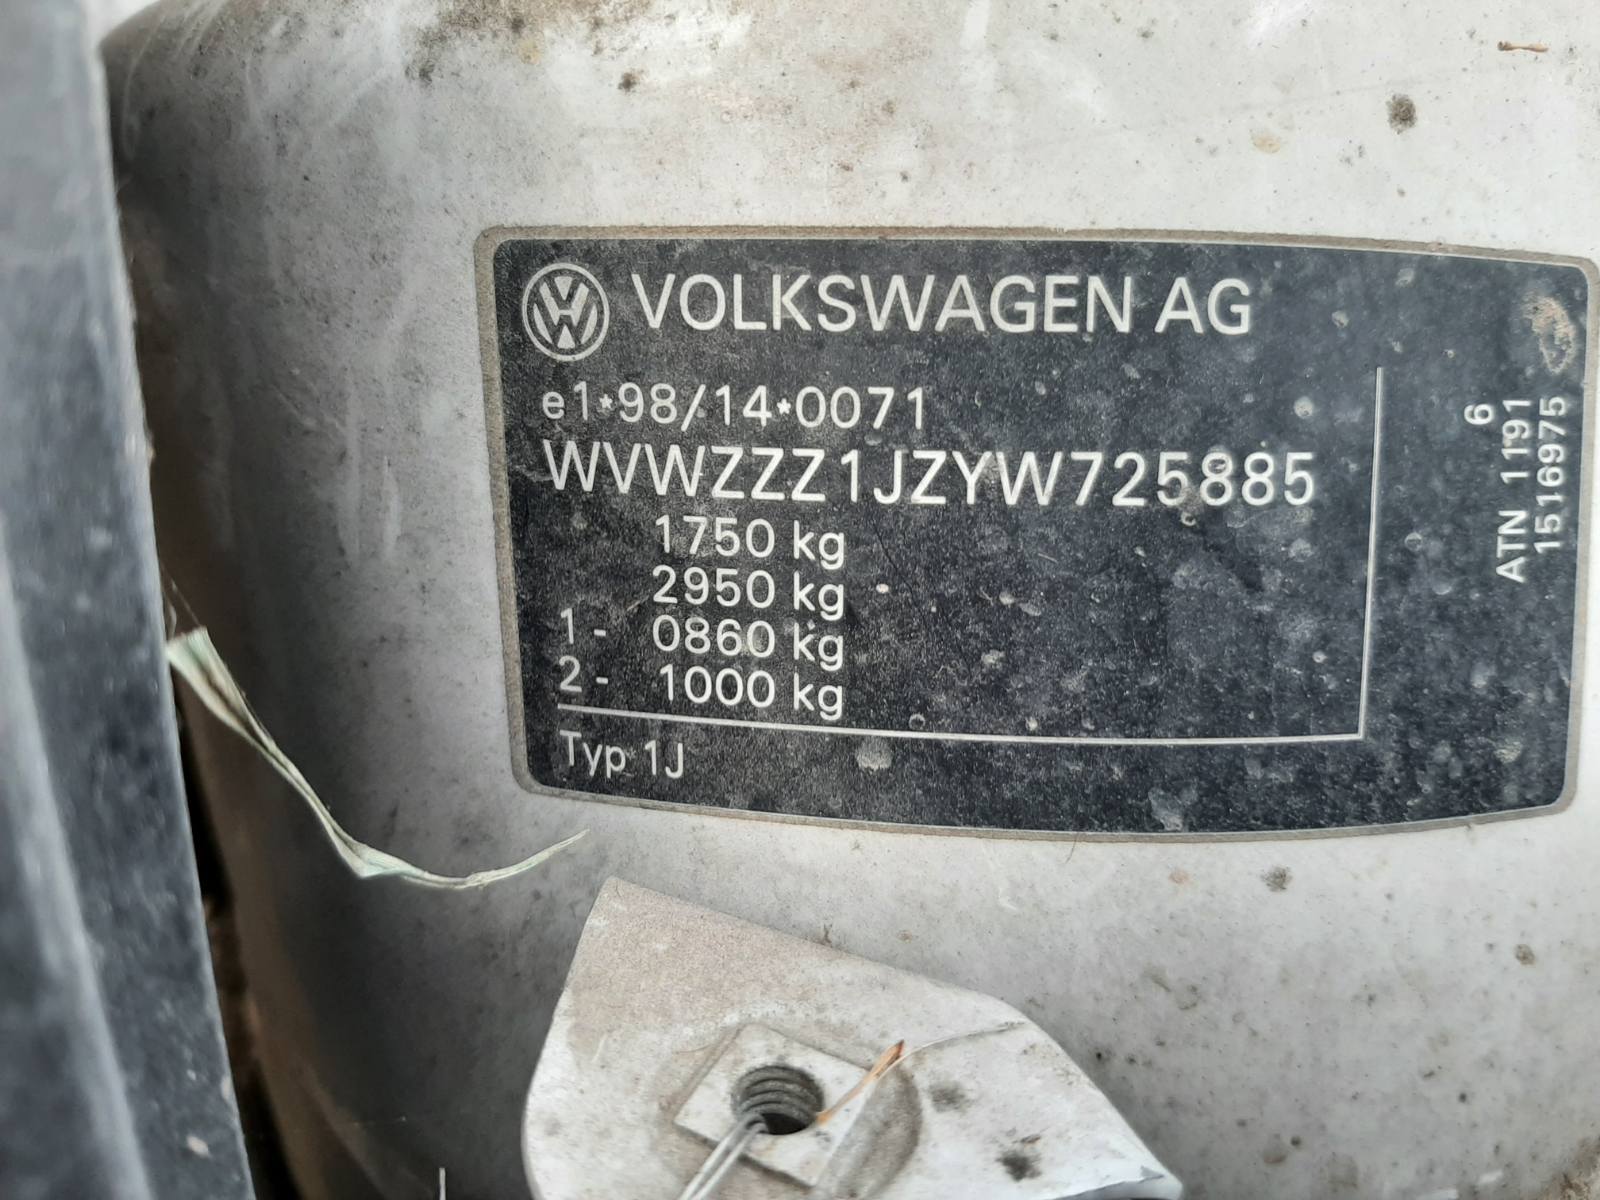 VOLKSWAGEN AG
e1*98/14*0071
WVWZZZ1JZYW725885
1750 kg
2950 kg
1 - 0860 kg
2 - 1000 kg
Typ 1J
6
ATN 1191
1516975